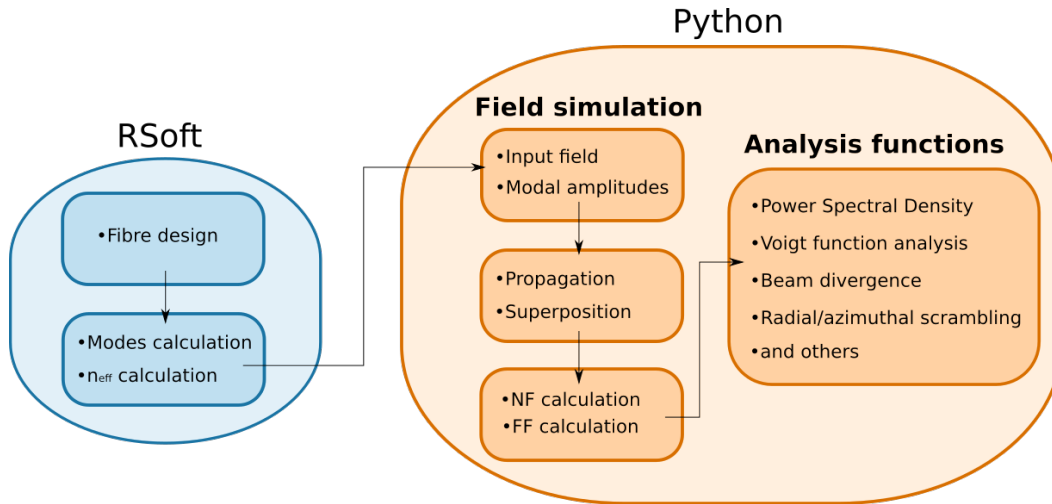 RSoft
•Fibre design
•Modes calculation
•neff calculation
Python
Field simulation
•Input field
•Modal amplitudes
•Propagation
•Superposition
•NF calculation
•FF calculation
Analysis functions
•Power Spectral Density
•Voigt function analysis
•Beam divergence
•Radial/azimuthal scrambling
•and others